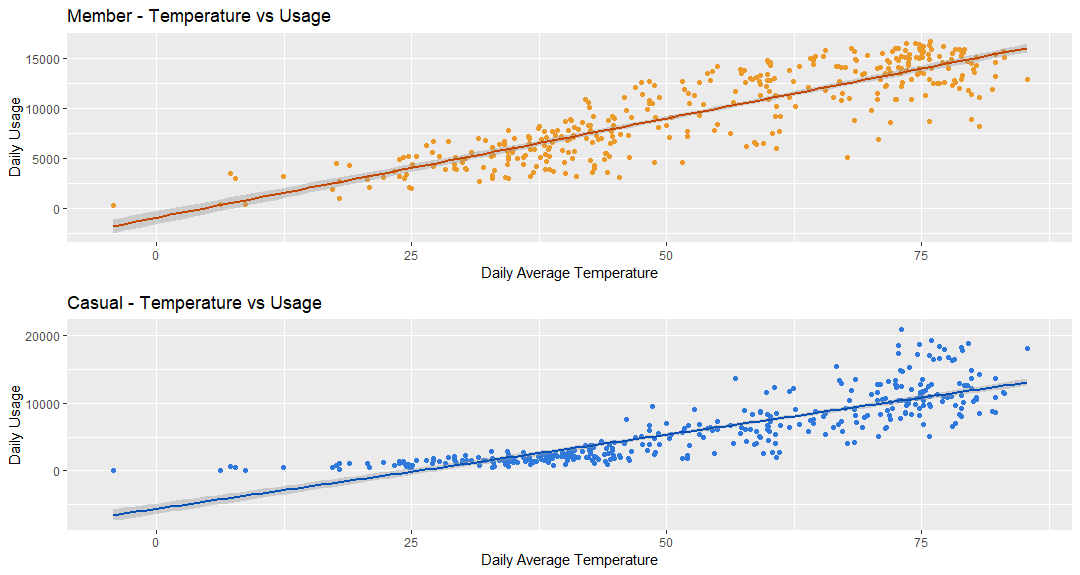 Member - Temperature vs Usage
Daily Usage
15000
10000
5000
0
0 25 50 75
Daily Average Temperature
Casual - Temperature vs Usage
Daily Usage
20000
10000
0
0 25 50 75
Daily Average Temperature